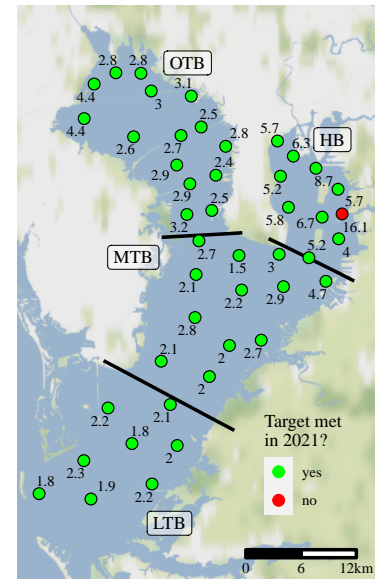 2.8 2.8 OTB
3 3.1
4.4
4.4 2.5
2.6 2.7 2.8 5.7 HB
6.3
2.9 2.4 5.2 8.7
2.9 5.7
3.2 2.5 5.8 6.7 16.1
MTB 2.7 5.2 4
1.5 3
2.1 2.2 2.9 4.7
2.8
2.1 2 2.7
2
2.2 2.1
1.8 2
2.3
1.8 1.9 2.2
LTB
Target met
in 2021?
yes
no
0 6 12km